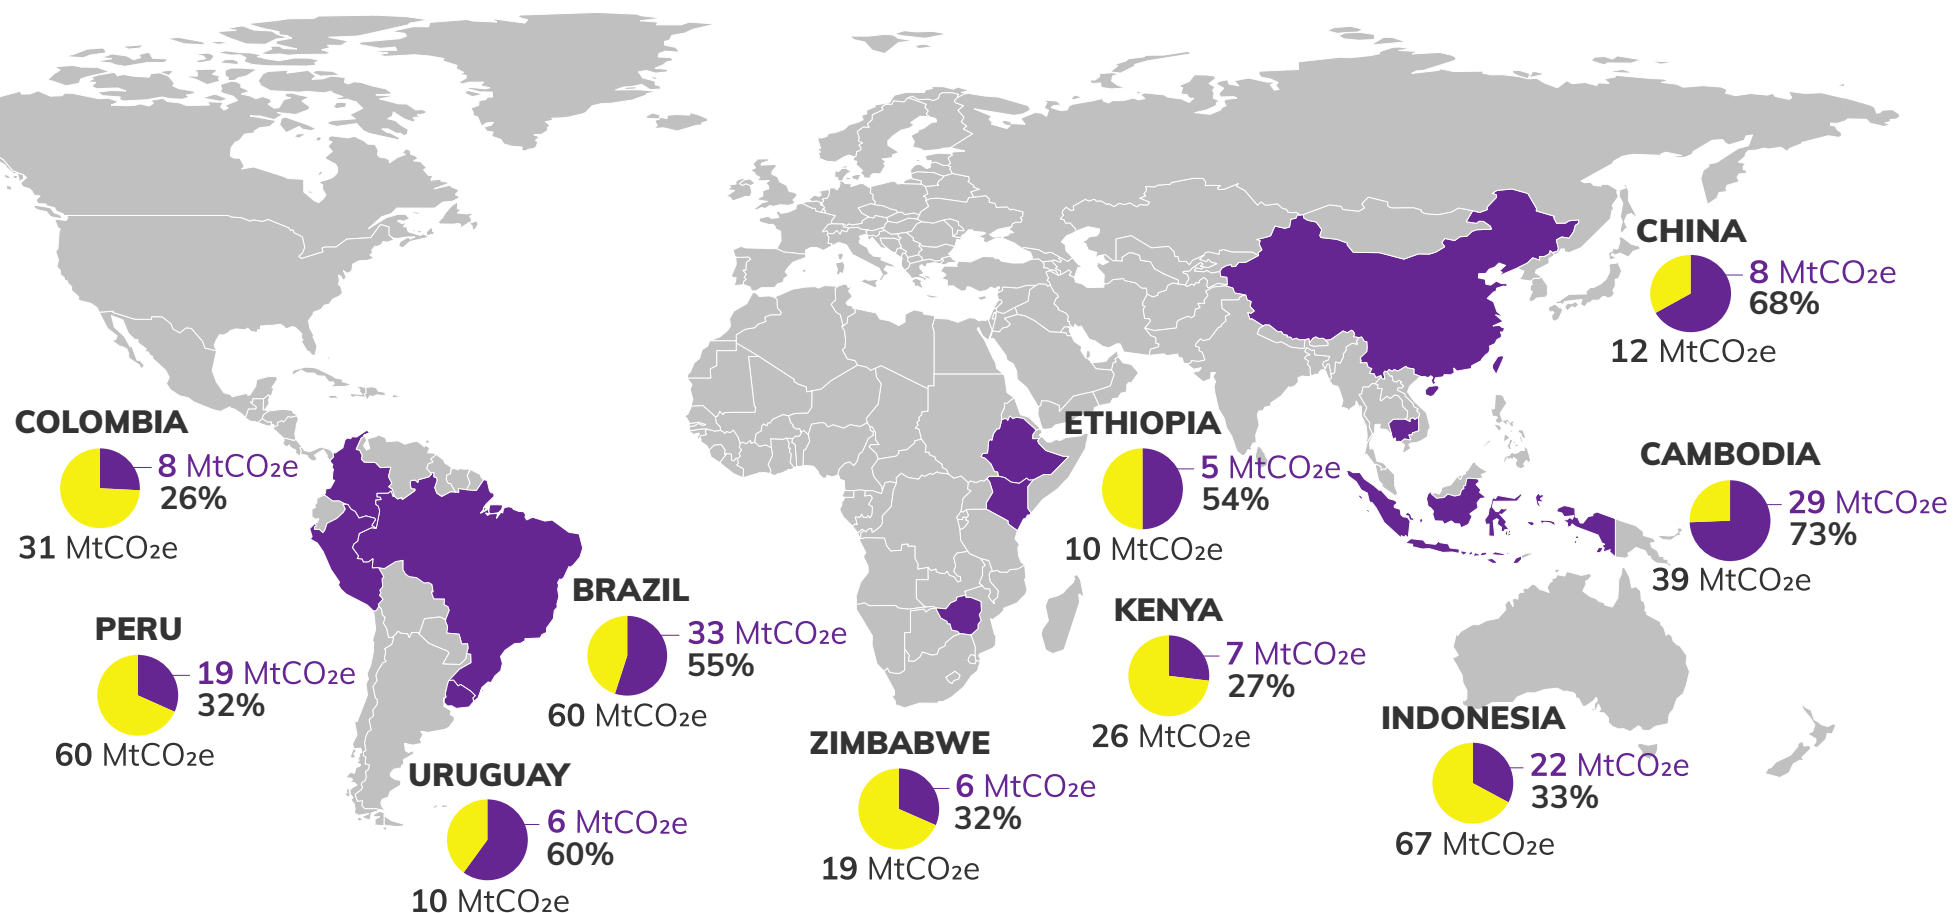 CHINA
8 MtCO₂e
68%
12 MtCO₂e
COLOMBIA
8 MtCO₂e
26%
31 MtCO₂e
ETHIOPIA
5 MtCO₂e
54%
10 MtCO₂e
CAMBODIA
29 MtCO₂e
73%
39 MtCO₂e
BRAZIL
33 MtCO₂e
55%
60 MtCO₂e
PERU
19 MtCO₂e
32%
60 MtCO₂e
KENYA
7 MtCO₂e
27%
26 MtCO₂e
INDONESIA
22 MtCO₂e
33%
67 MtCO₂e
ZIMBABWE
6 MtCO₂e
32%
19 MtCO₂e
URUGUAY
6 MtCO₂e
60%
10 MtCO₂e